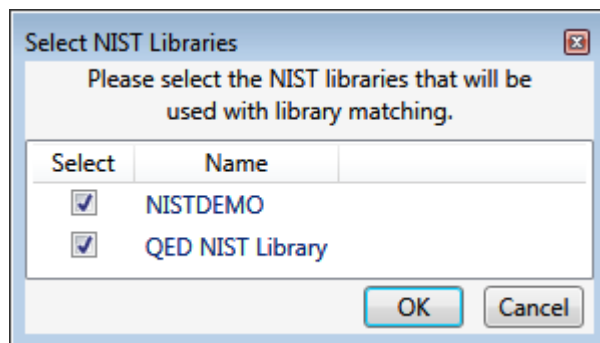 Select NIST Libraries
Please select the NIST libraries that will be
used with library matching.
Select Name
NISTDEMO
QED NIST Library
OK Cancel